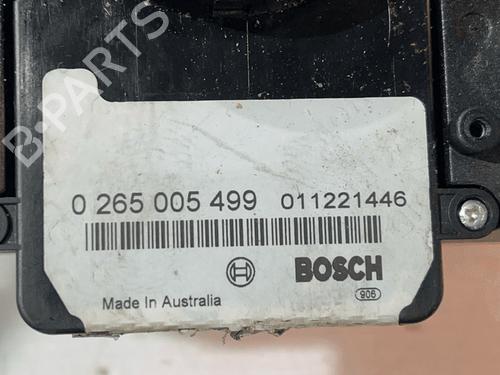 0 265 005 499 011221446
BOSCH
Made In Australia
906
B-PARTS